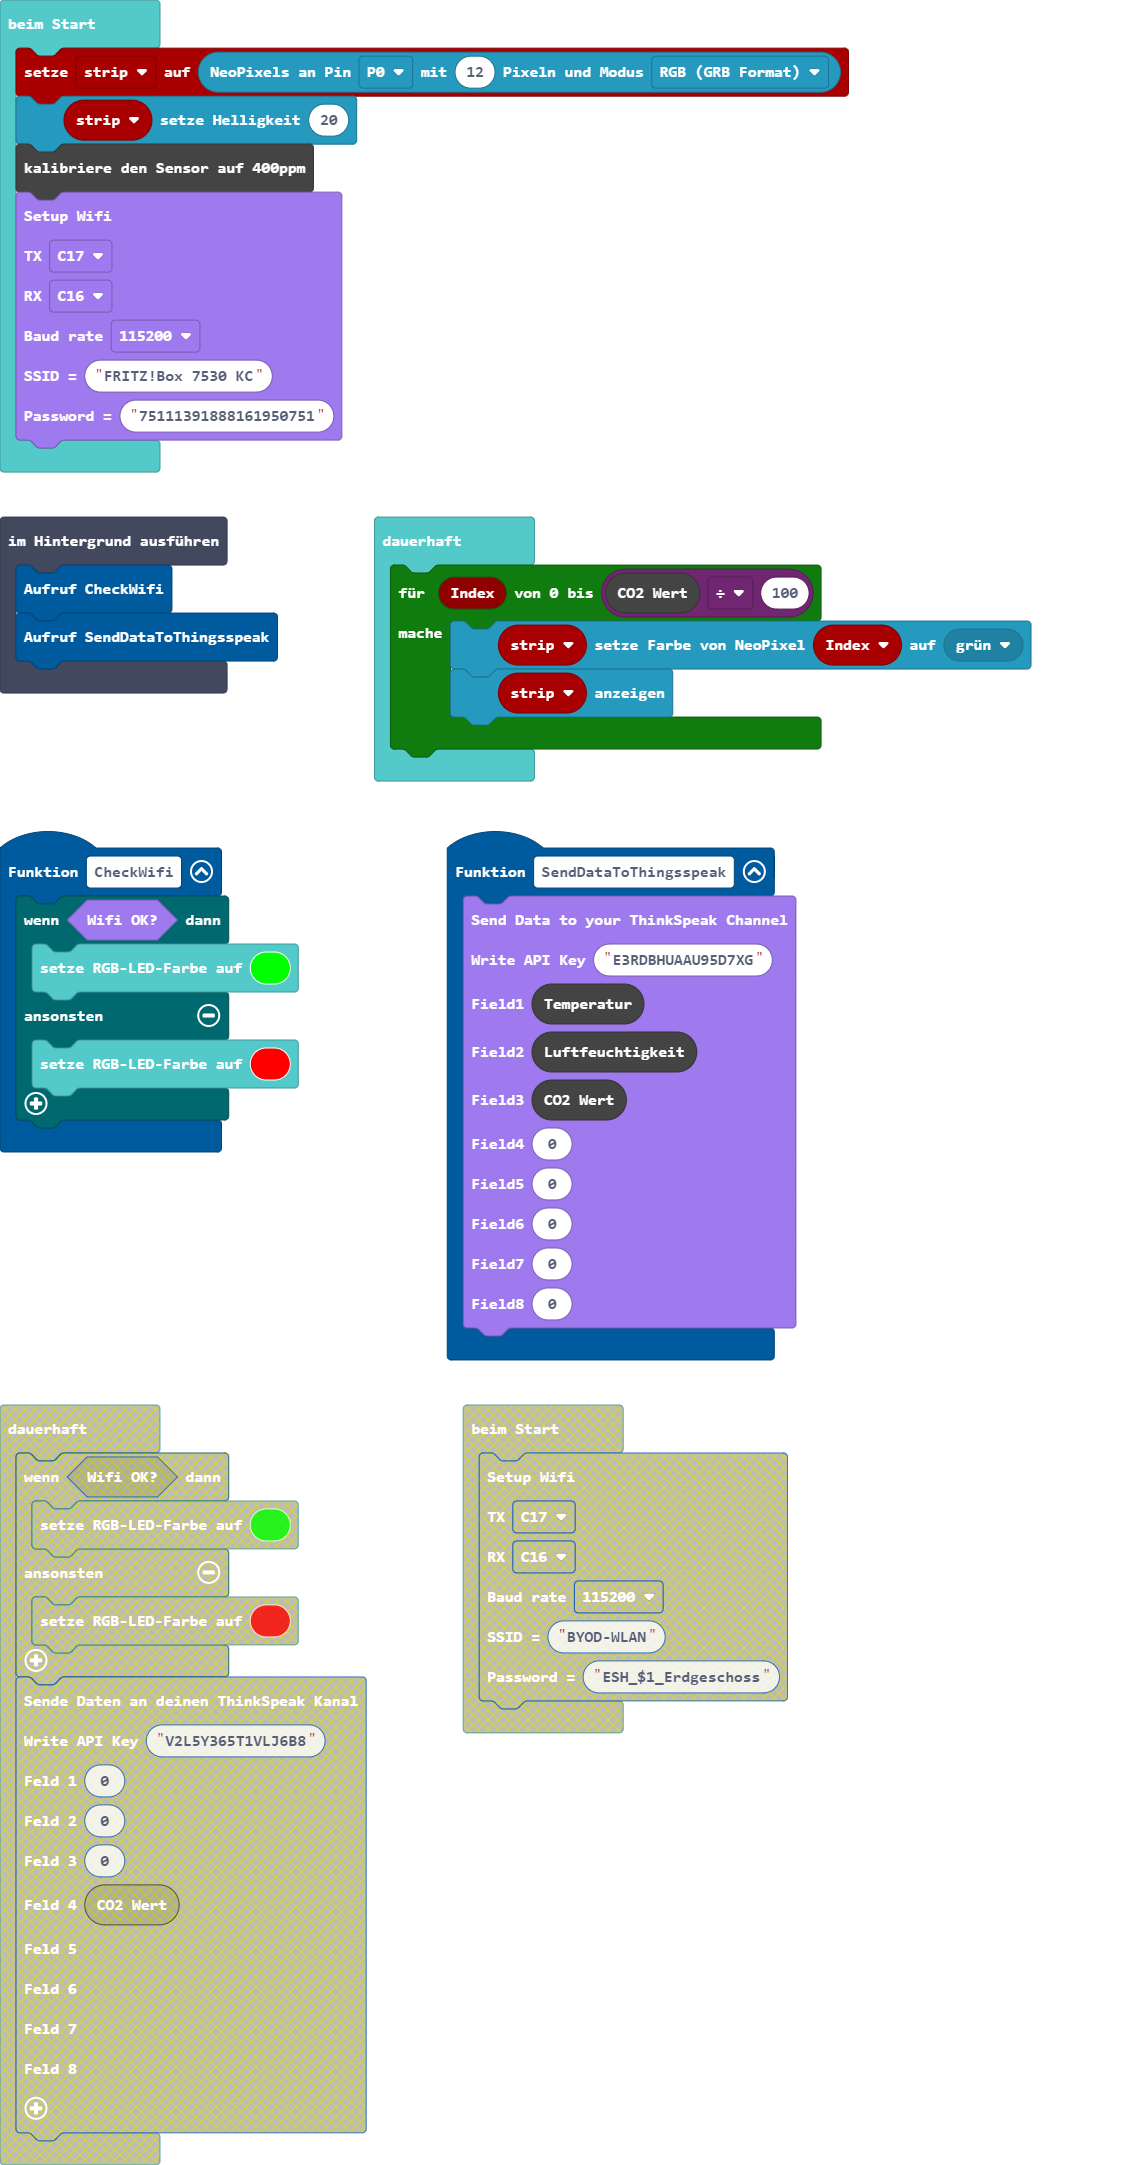 beim Start
setze strip auf NeoPixels an Pin P0 mit 12 Pixeln und Modus RGB (GRB Format)
strip setze Helligkeit 20
kalibriere den Sensor auf 400ppm
Setup Wifi
TX C17
RX C16
Baud rate 115200
SSID = "FRITZ!Box 7530 KC"
Password = "75111391888161950751"
im Hintergrund ausführen
Aufruf CheckWifi
Aufruf SendDataToThingsspeak
dauerhaft
für Index von 0 bis CO2 Wert ÷ 100
mache strip setze Farbe von NeoPixel Index auf grün
strip anzeigen
Funktion CheckWifi
wenn Wifi OK? dann
setze RGB-LED-Farbe auf
ansonsten
setze RGB-LED-Farbe auf
Funktion SendDataToThingsspeak
Send Data to your ThinkSpeak Channel
Write API Key "E3RDBHUAAU95D7XG"
Field1 Temperatur
Field2 Luftfeuchtigkeit
Field3 CO2 Wert
Field4 0
Field5 0
Field6 0
Field7 0
Field8 0
dauerhaft
wenn Wifi OK? dann
setze RGB-LED-Farbe auf
ansonsten
setze RGB-LED-Farbe auf
Sende Daten an deinen ThinkSpeak Kanal
Write API Key "V2L5Y365T1VLJ6B8"
Feld 1 0
Feld 2 0
Feld 3 0
Feld 4 CO2 Wert
Feld 5
Feld 6
Feld 7
Feld 8
beim Start
Setup Wifi
TX C17
RX C16
Baud rate 115200
SSID = "BYOD-WLAN"
Password = "ESH_$1_Erdgeschoss"